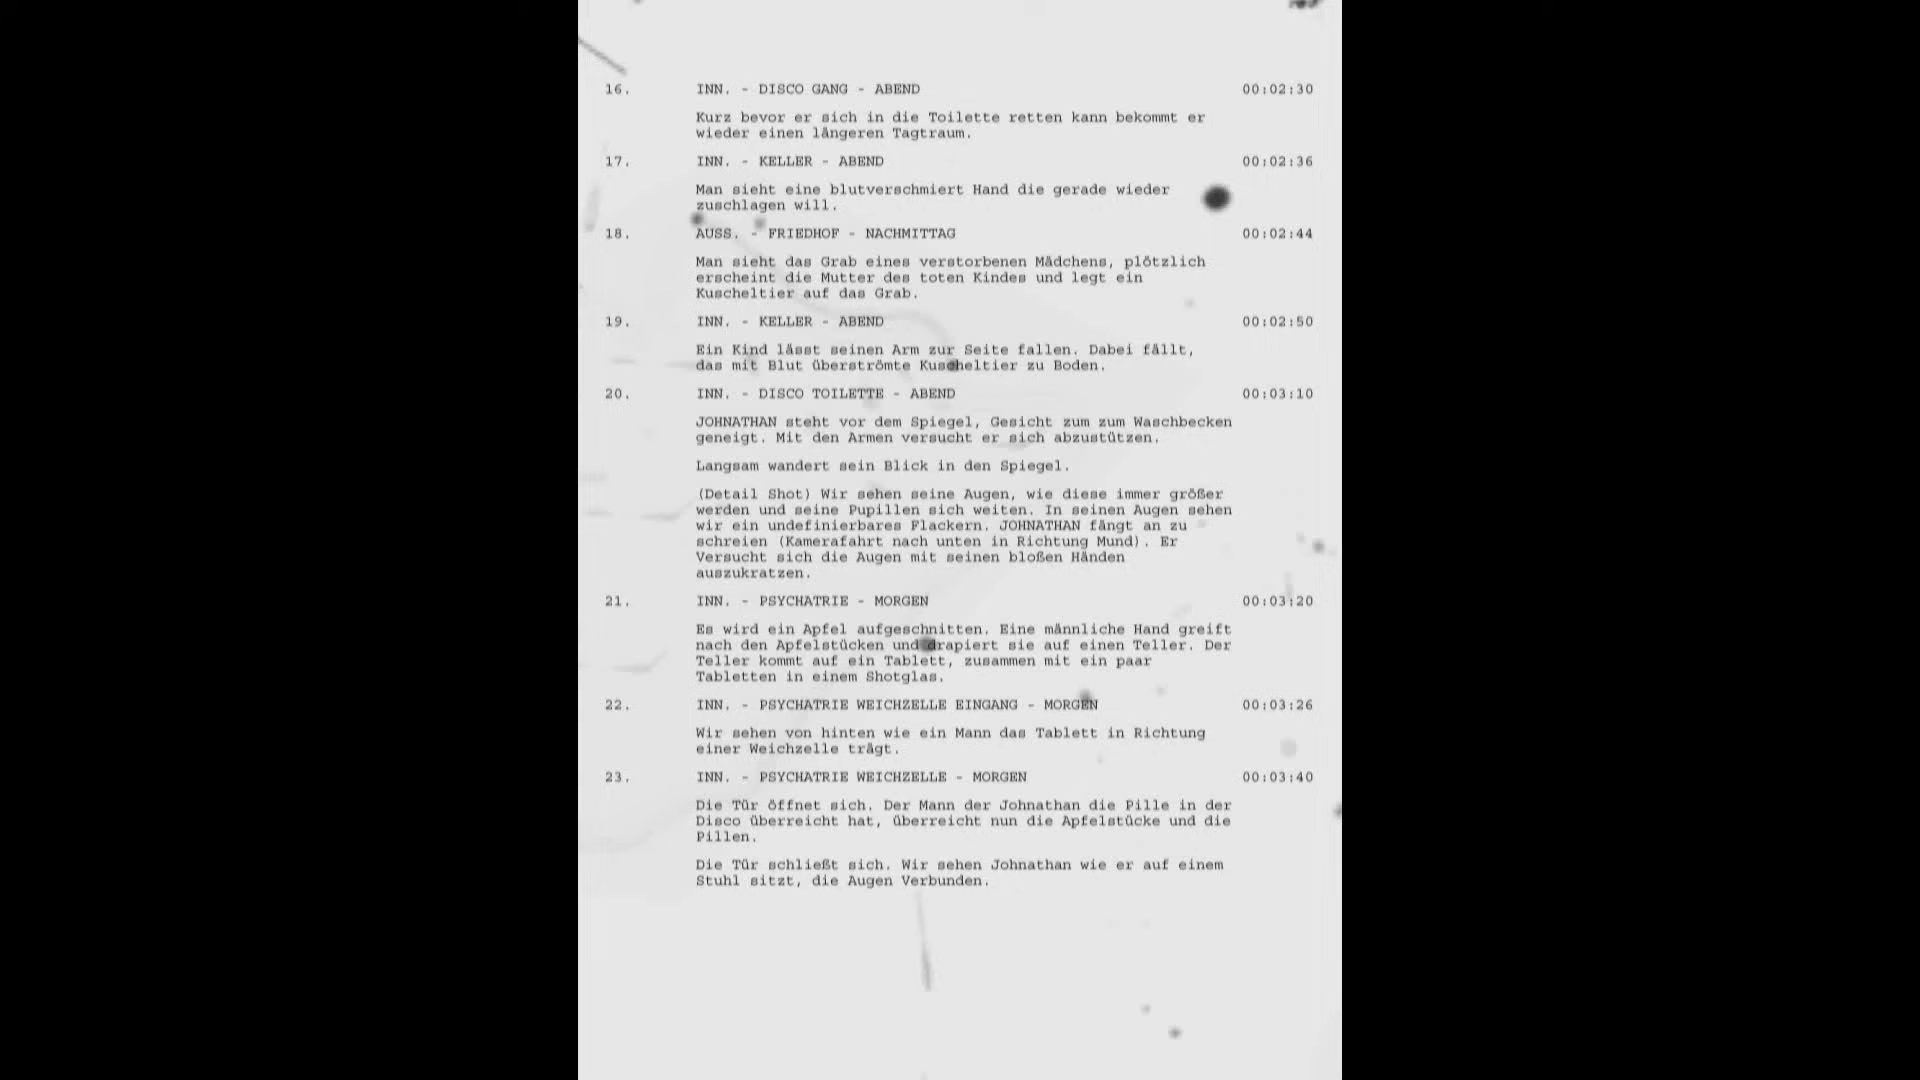 16. INN. - DISCO GANG - ABEND 00:02:30
Kurz bevor er sich in die Toilette retten kann bekommt er
wieder einen längeren Tagtraum.
17. INN. - KELLER - ABEND 00:02:36
Man sieht eine blutverschmiert Hand die gerade wieder
zuschlagen will.
18. AUSS. - FRIEDHOF - NACHMITTAG 00:02:44
Man sieht das Grab eines verstorbenen Mädchens, plötzlich
erscheint die Mutter des toten Kindes und legt ein
Kuscheltier auf das Grab.
19. INN. - KELLER - ABEND 00:02:50
Ein Kind lässt seinen Arm zur Seite fallen. Dabei fällt,
das mit Blut überströmte Kuscheltier zu Boden.
20. INN. - DISCO TOILETTE - ABEND 00:03:10
JOHNATHAN steht vor dem Spiegel, Gesicht zum zum Waschbecken
geneigt. Mit den Armen versucht er sich abzustützen.
Langsam wandert sein Blick in den Spiegel.
(Detail Shot) Wir sehen seine Augen, wie diese immer größer
werden und seine Pupillen sich weiten. In seinen Augen sehen
wir ein undefinierbares Flackern. JOHNATHAN fängt an zu
schreien (Kamerafahrt nach unten in Richtung Mund). Er
Versucht sich die Augen mit seinen bloßen Händen
auszukratzen.
21. INN. - PSYCHATRIE - MORGEN 00:03:20
Es wird ein Apfel aufgeschnitten. Eine männliche Hand greift
nach den Apfelstücken und drapiert sie auf einen Teller. Der
Teller kommt auf ein Tablett, zusammen mit ein paar
Tabletten in einem Shotglas.
22. INN. - PSYCHATRIE WEICHZELLE EINGANG - MORGEN 00:03:26
Wir sehen von hinten wie ein Mann das Tablett in Richtung
einer Weichzelle trägt.
23. INN. - PSYCHATRIE WEICHZELLE - MORGEN 00:03:40
Die Tür öffnet sich. Der Mann der Johnathan die Pille in der
Disco überreicht hat, überreicht nun die Apfelstücke und die
Pillen.
Die Tür schließt sich. Wir sehen Johnathan wie er auf einem
Stuhl sitzt, die Augen Verbunden.